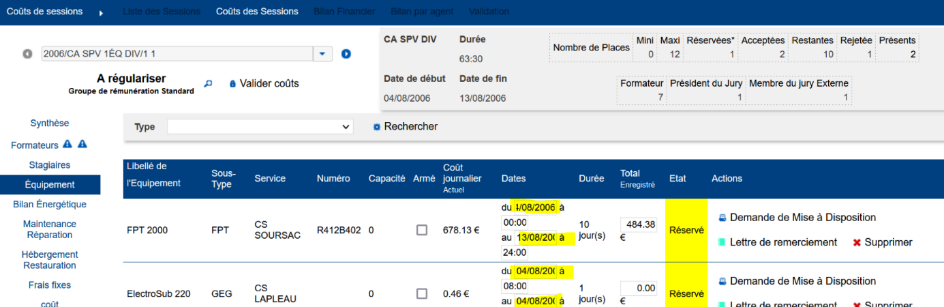 Coûts de sessions Liste des Sessions Coûts des Sessions Bilan Financier Bilan par agent Validation
2006/CA SPV 1ÉQ DIV/1 1
A régulariser
Groupe de rémunération Standard
Valider coûts
CA SPV DIV Durée
63:30
Date de début Date de fin
04/08/2006 13/08/2006
Nombre de Places
Mini Maxi Réservées* Acceptées Restantes Rejetée Présents
0 12 1 2 10 1 2
Formateur Président du Jury Membre du jury Externe
7 1 1
Type Rechercher
Synthèse
Formateurs
Stagiaires
Équipement
Bilan Énergétique
Maintenance
Réparation
Hébergement
Restauration
Frais fixes
coût
Libellé de
l'Equipement
Sous-
Type
Service
Numéro
Capacité
Armé
Coût
journalier
Actuel
Dates
Durée
Total
Enregistré
Etat
Actions
FPT 2000
FPT
CS
SOURSAC
R412B402
0
678.13 €
du 4/08/2006 à
00:00
au 13/08/200 à
24:00
10
jour(s)
484.38
€
Réservé
Demande de Mise à Disposition
Lettre de remerciement Supprimer
ElectroSub 220
GEG
CS
LAPLEAU
0
0.46 €
du 04/08/200 à
08:00
au 04/08/200 à
1
jour(s)
0.00
€
Réservé
Demande de Mise à Disposition
Lettre de remerciement Supprimer